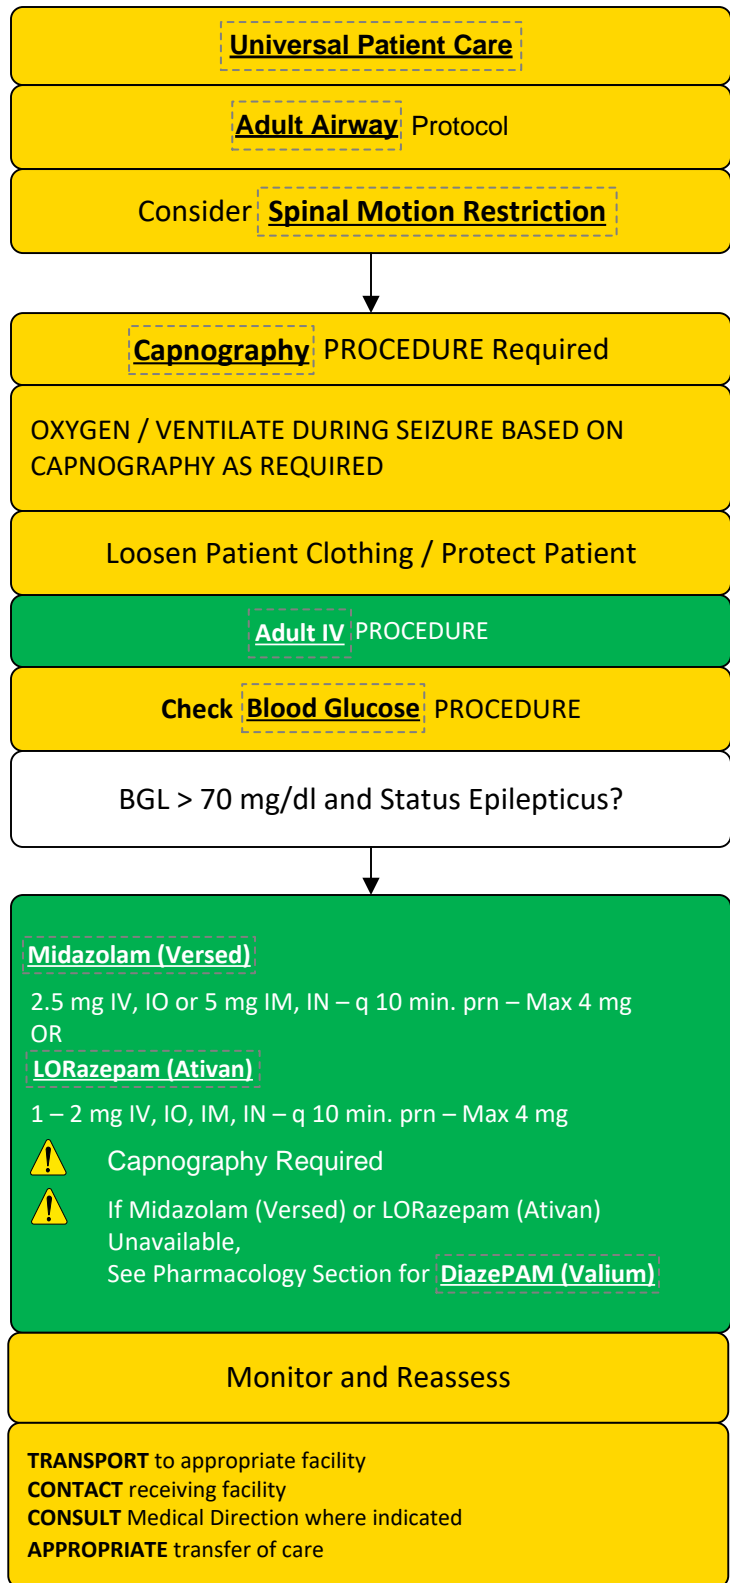 Universal Patient Care
Adult Airway Protocol
Consider Spinal Motion Restriction
Capnography PROCEDURE Required
OXYGEN / VENTILATE DURING SEIZURE BASED ON
CAPNOGRAPHY AS REQUIRED
Loosen Patient Clothing / Protect Patient
Adult IV PROCEDURE
Check Blood Glucose PROCEDURE
BGL > 70 mg/dl and Status Epilepticus?
Midazolam (Versed)
2.5 mg IV, IO or 5 mg IM, IN – q 10 min. prn – Max 4 mg
OR
LORazepam (Ativan)
1 – 2 mg IV, IO, IM, IN – q 10 min. prn – Max 4 mg
Capnography Required
If Midazolam (Versed) or LORazepam (Ativan)
Unavailable,
See Pharmacology Section for DiazePAM (Valium)
Monitor and Reassess
TRANSPORT to appropriate facility
CONTACT receiving facility
CONSULT Medical Direction where indicated
APPROPRIATE transfer of care